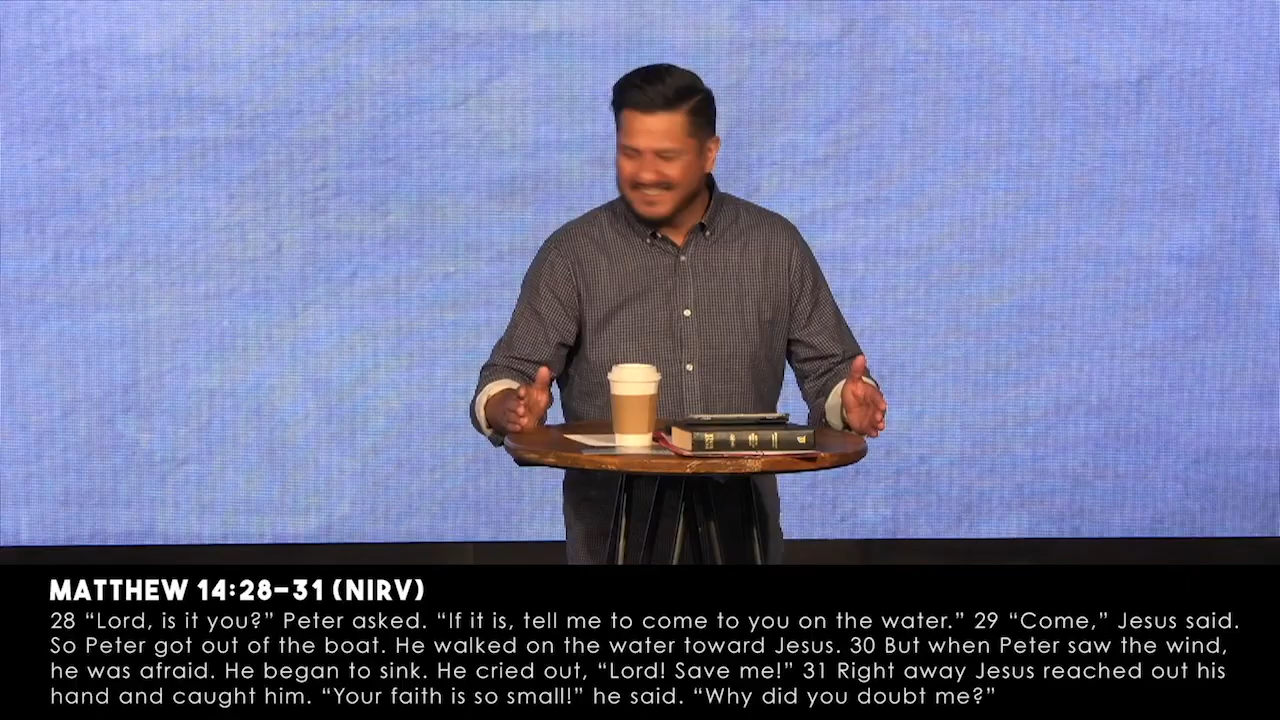 MATTHEW 14:28-31 (NIRV)
28 “Lord, is it you?” Peter asked. “If it is, tell me to come to you on the water.” 29 “Come,” Jesus said.
So Peter got out of the boat. He walked on the water toward Jesus. 30 But when Peter saw the wind,
he was afraid. He began to sink. He cried out, “Lord! Save me!” 31 Right away Jesus reached out his
hand and caught him. “Your faith is so small!” he said. “Why did you doubt me?”